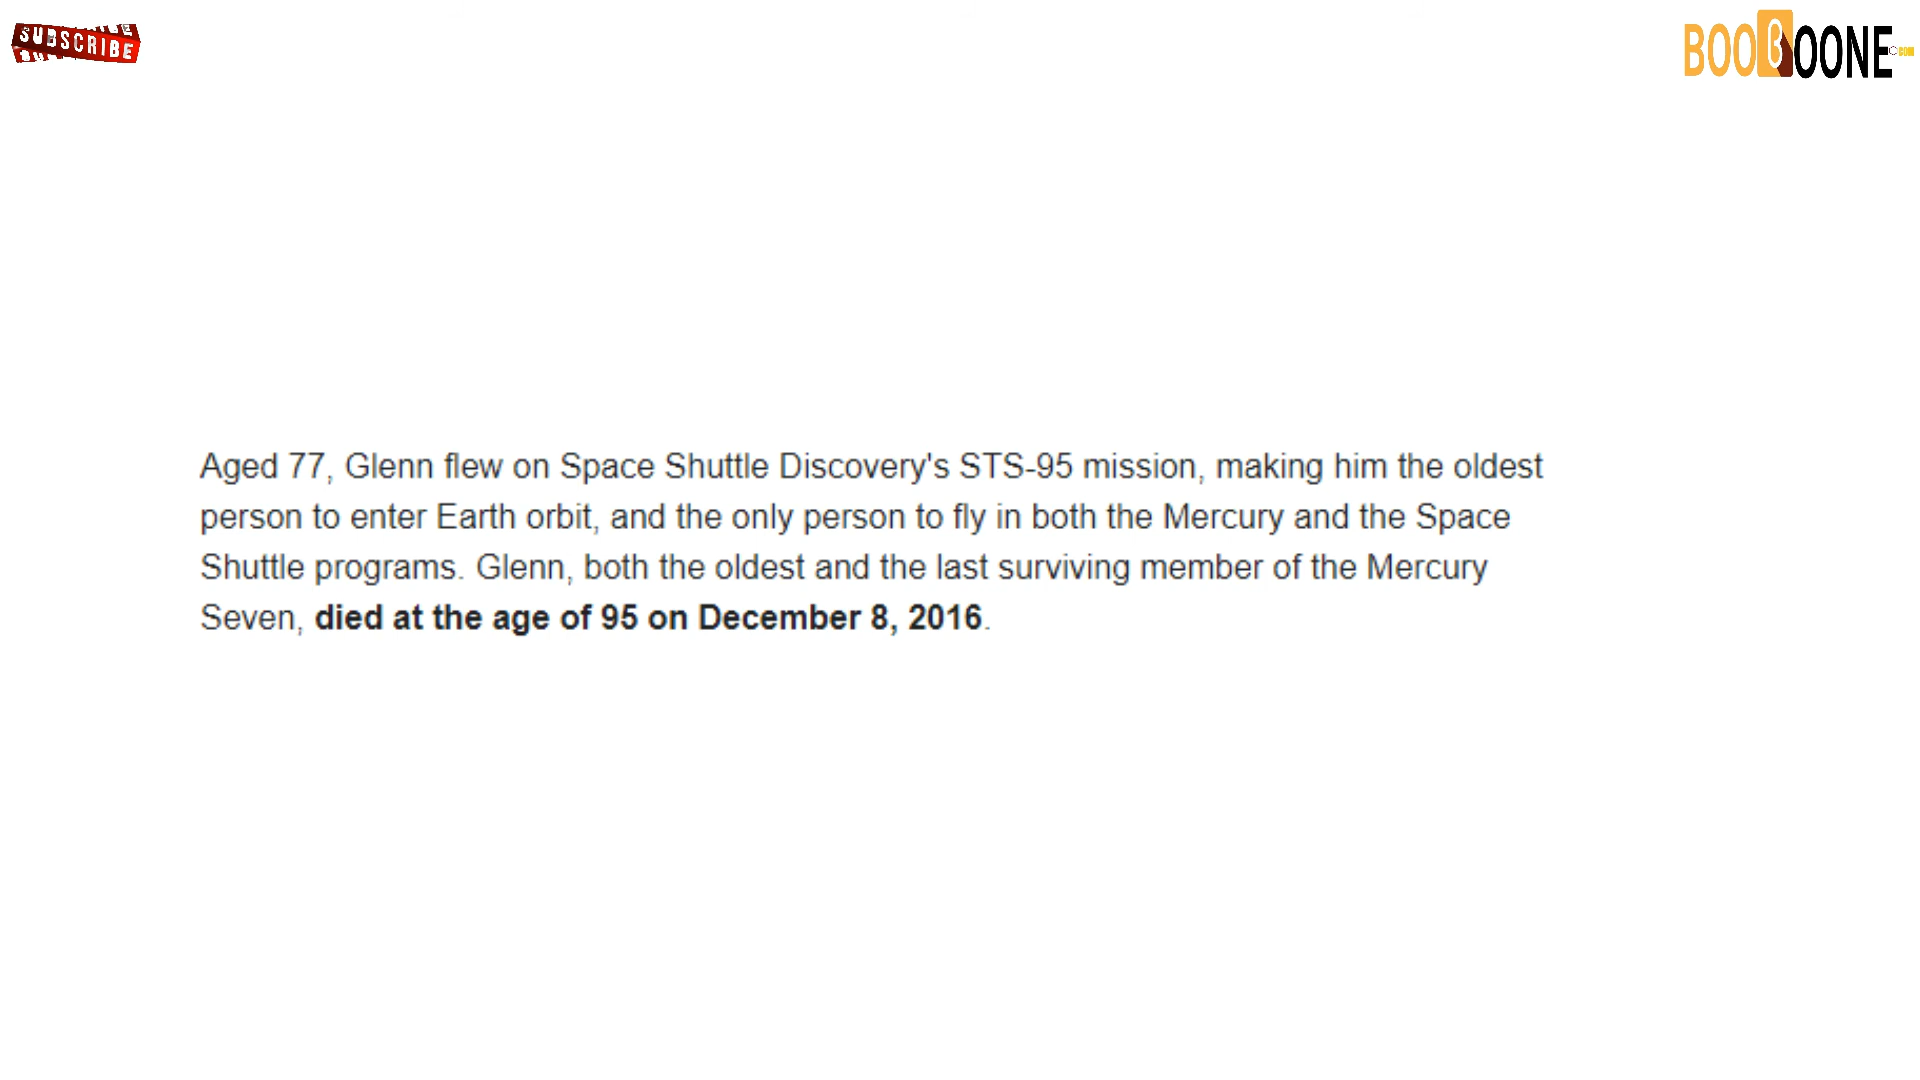 SUBSCRIBE
BOOBOONE.COM
Aged 77, Glenn flew on Space Shuttle Discovery's STS-95 mission, making him the oldest
person to enter Earth orbit, and the only person to fly in both the Mercury and the Space
Shuttle programs. Glenn, both the oldest and the last surviving member of the Mercury
Seven, died at the age of 95 on December 8, 2016.